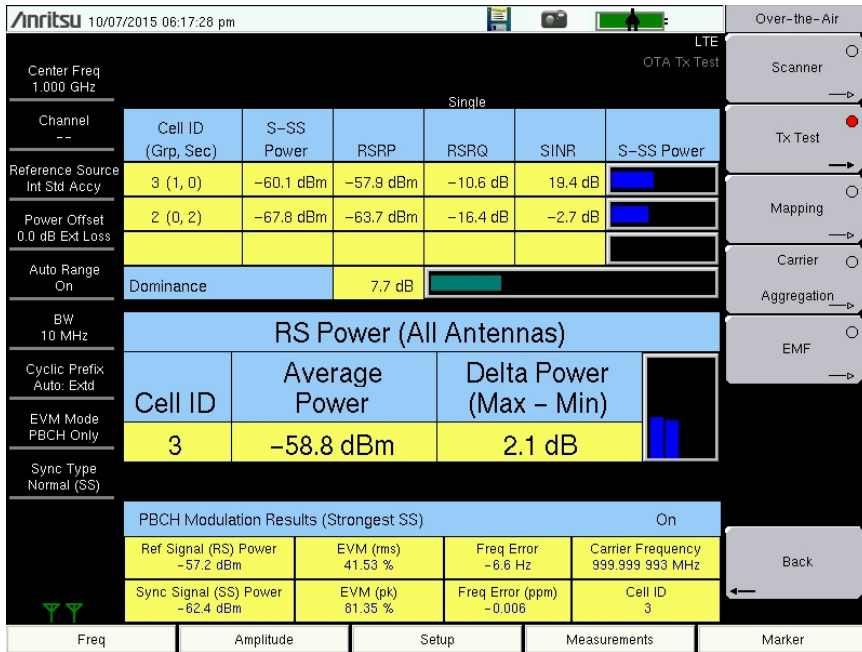 /Inritsu 10/07/2015 06:17:28 pm
Over-the-Air
LTE
OTA Tx Test
Single
Center Freq
1.000 GHz
Channel
--
Reference Source
Int Std Accy
Power Offset
0.0 dB Ext Loss
Auto Range
On
BW
10 MHz
Cyclic Prefix
Auto: Extd
EVM Mode
PBCH Only
Sync Type
Normal (SS)
Cell ID (Grp, Sec) S-SS Power RSRP RSRQ SINR S-SS Power
3 (1, 0) -60.1 dBm -57.9 dBm -10.6 dB 19.4 dB
2 (0, 2) -67.8 dBm -63.7 dBm -16.4 dB -2.7 dB
Dominance 7.7 dB
RS Power (All Antennas)
Cell ID Average Power Delta Power (Max - Min)
3 -58.8 dBm 2.1 dB
PBCH Modulation Results (Strongest SS) On
Ref Signal (RS) Power EVM (rms) Freq Error Carrier Frequency
-57.2 dBm 41.53 % -6.6 Hz 999.999 993 MHz
Sync Signal (SS) Power EVM (pk) Freq Error (ppm) Cell ID
-62.4 dBm 81.35 % -0.006 3
Scanner
Tx Test
Mapping
Carrier
Aggregation
EMF
Back
Freq Amplitude Setup Measurements Marker